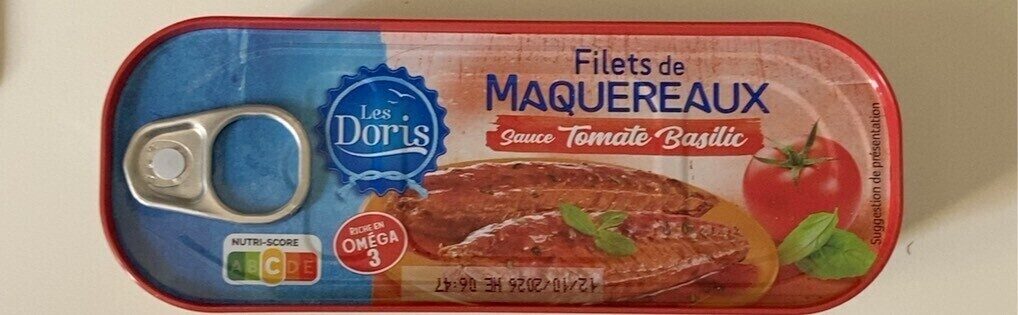 Les
Doris
Filets de
MAQUEREAUX
Sauce Tomate Basilic
Suggestion de présentation
NUTRI-SCORE
A B C D E
RICHE EN
OMÉGA
3
12/10/2026 HE 06:47